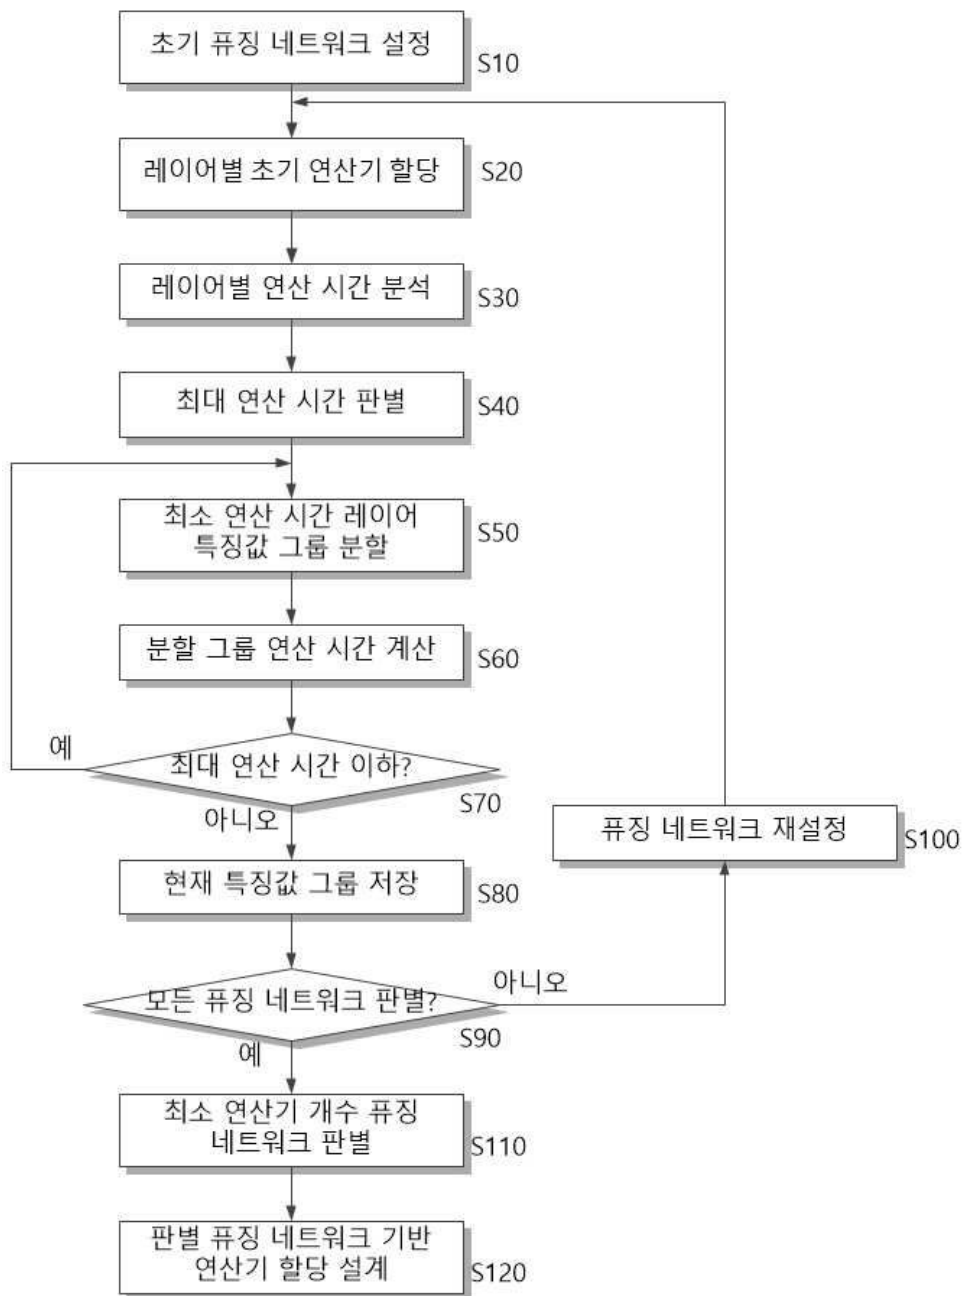 초기 퓨징 네트워크 설정
S10
레이어별 초기 연산기 할당
S20
레이어별 연산 시간 분석
S30
최대 연산 시간 판별
S40
최소 연산 시간 레이어
특징값 그룹 분할
S50
분할 그룹 연산 시간 계산
S60
예
최대 연산 시간 이하?
S70
아니오
퓨징 네트워크 재설정
S100
현재 특징값 그룹 저장
S80
모든 퓨징 네트워크 판별?
아니오
S90
예
최소 연산기 개수 퓨징
네트워크 판별
S110
판별 퓨징 네트워크 기반
연산기 할당 설계
S120